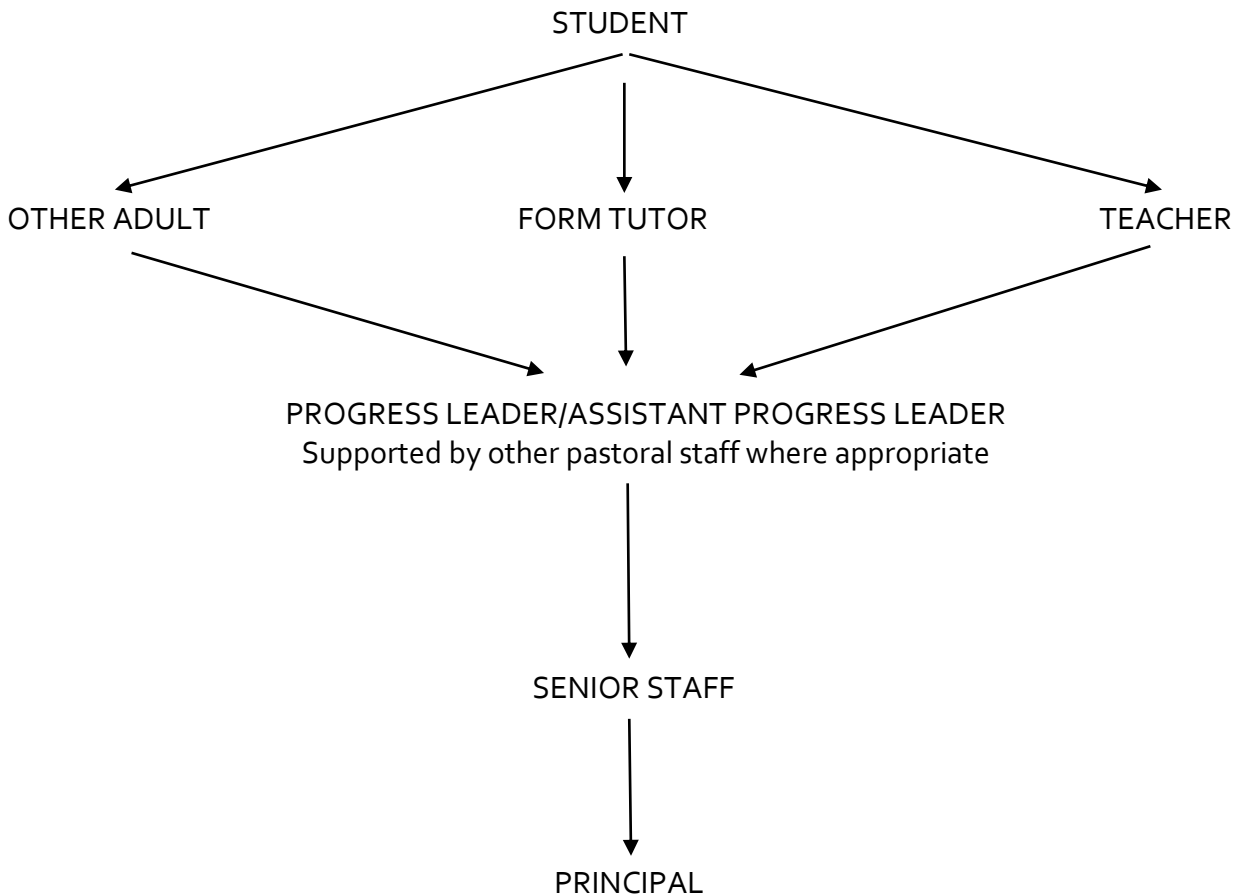 STUDENT
OTHER ADULT
FORM TUTOR
TEACHER
PROGRESS LEADER/ASSISTANT PROGRESS LEADER
Supported by other pastoral staff where appropriate
SENIOR STAFF
PRINCIPAL